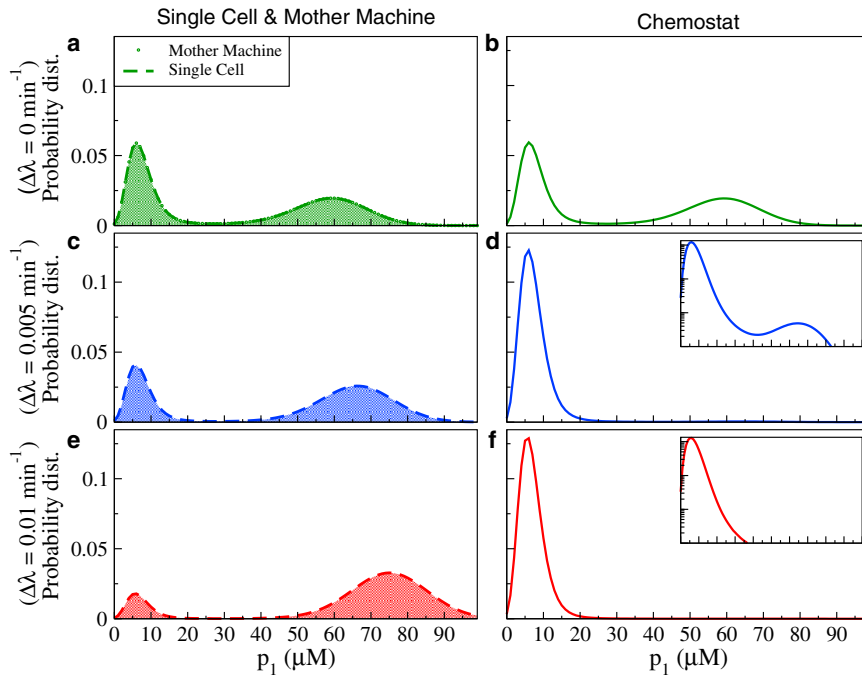 Single Cell & Mother Machine
Chemostat
a
Mother Machine
Single Cell
b
(Δλ = 0 min⁻¹)
Probability dist.
0.1
0.05
0
c
d
(Δλ = 0.005 min⁻¹)
Probability dist.
0.1
0.05
0
e
f
(Δλ = 0.01 min⁻¹)
Probability dist.
0.1
0.05
0
0 10 20 30 40 50 60 70 80 90
0 10 20 30 40 50 60 70 80 90
p₁ (μM)
p₁ (μM)